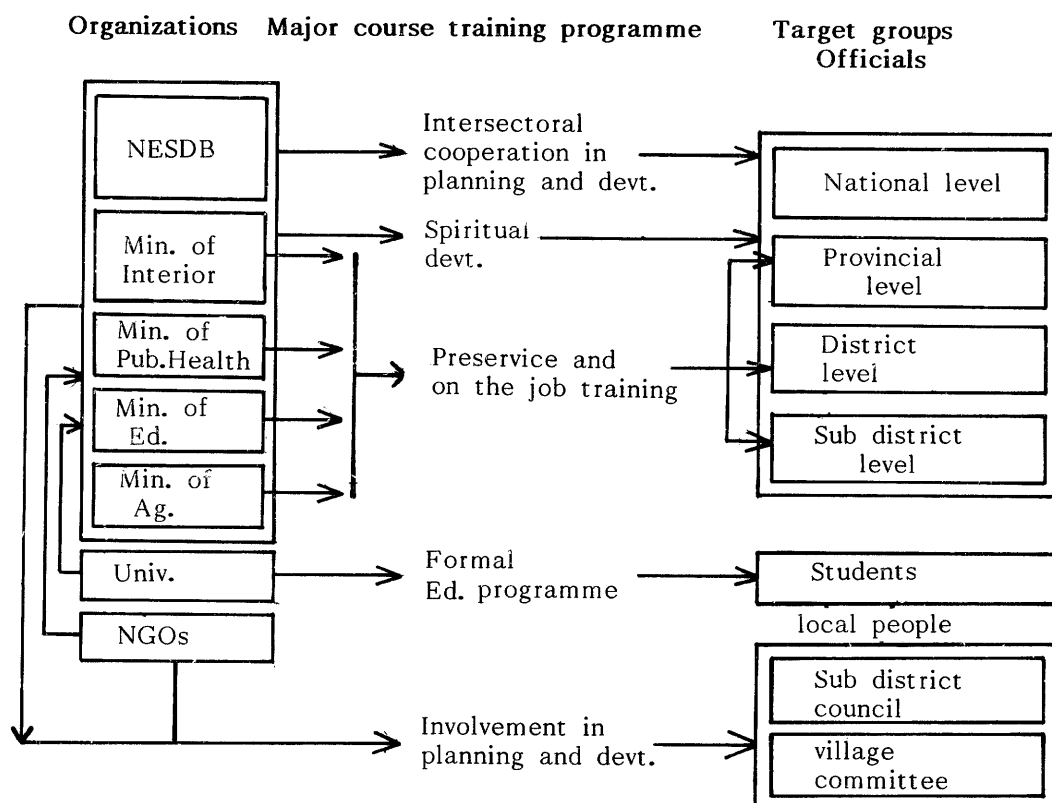 Organizations Major course training programme Target groups
Officials
NESDB
Intersectoral
cooperation in
planning and devt.
National level
Min. of
Interior
Spiritual
devt.
Provincial
level
Min. of
Pub.Health
Preservice and
on the job training
District
level
Min. of
Ed.
Sub district
level
Min. of
Ag.
Univ.
Formal
Ed. programme
Students
NGOs
local people
Involvement in
planning and devt.
Sub district
council
village
committee